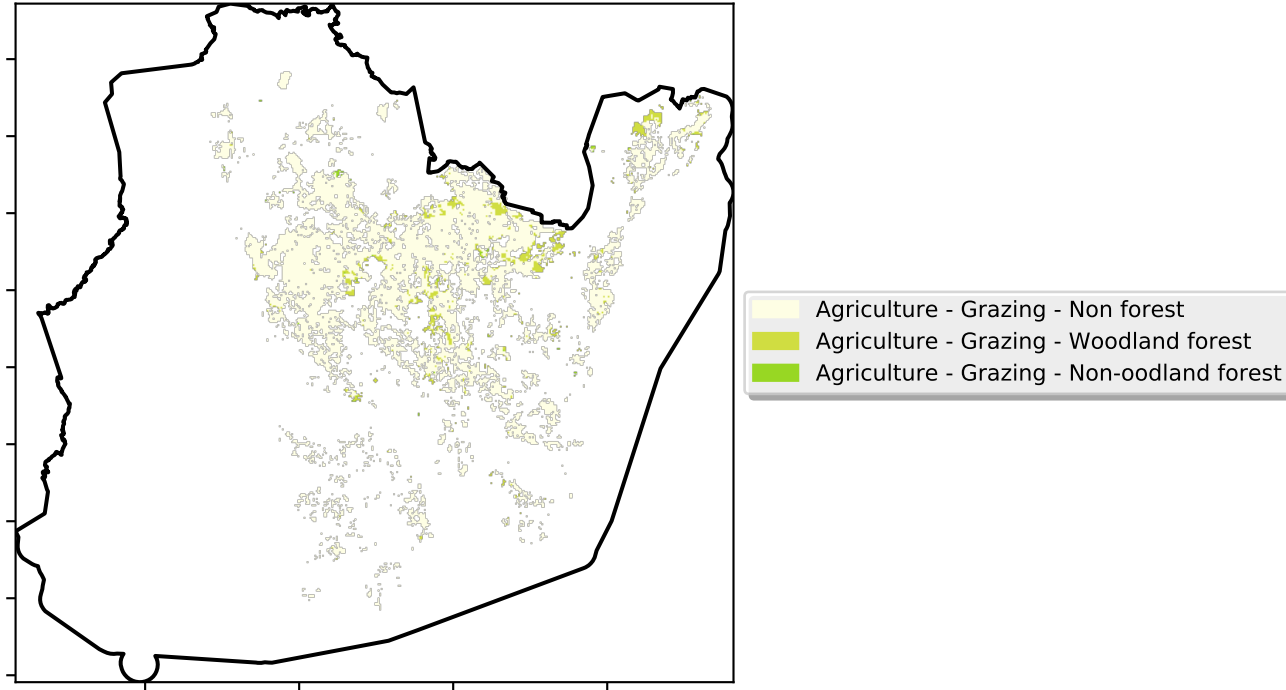 Agriculture - Grazing - Non forest
Agriculture - Grazing - Woodland forest
Agriculture - Grazing - Non-oodland forest